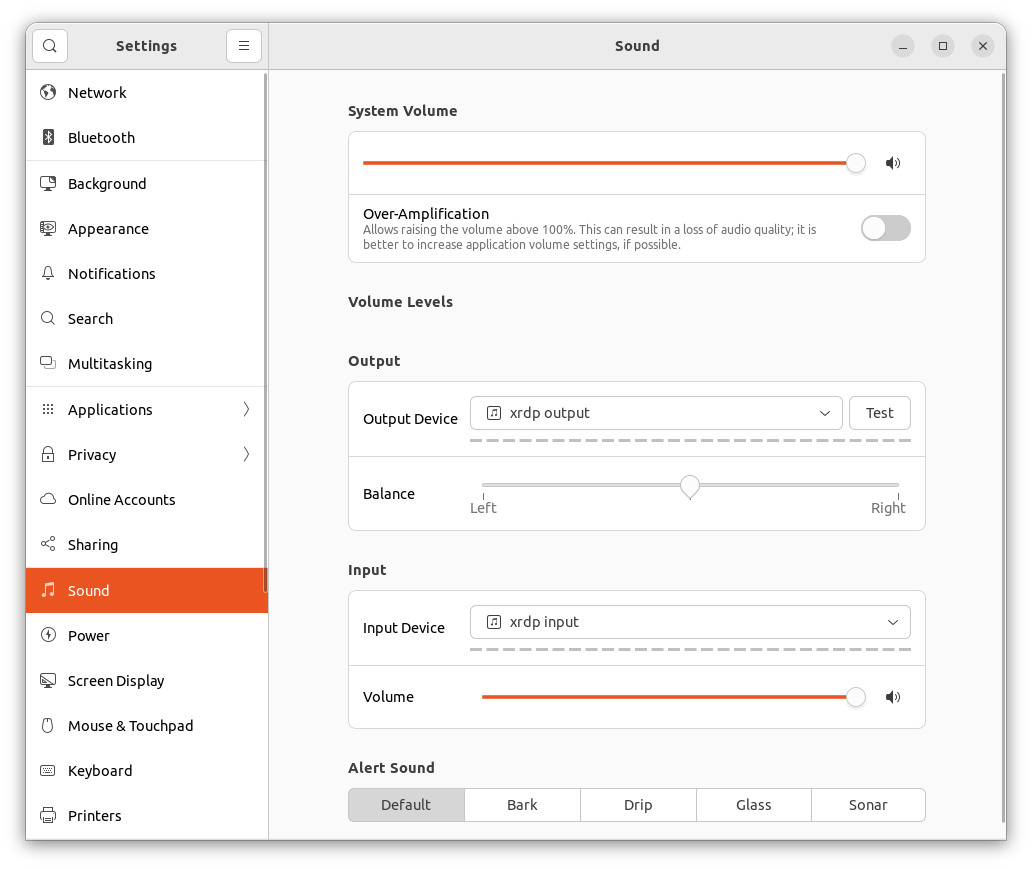 Settings
Sound
Network
Bluetooth
Background
Appearance
Notifications
Search
Multitasking
Applications
Privacy
Online Accounts
Sharing
Sound
Power
Screen Display
Mouse & Touchpad
Keyboard
Printers
System Volume
Over-Amplification
Allows raising the volume above 100%. This can result in a loss of audio quality; it is
better to increase application volume settings, if possible.
Volume Levels
Output
Output Device
xrdp output
Test
Balance
Left
Right
Input
Input Device
xrdp input
Volume
Alert Sound
Default
Bark
Drip
Glass
Sonar